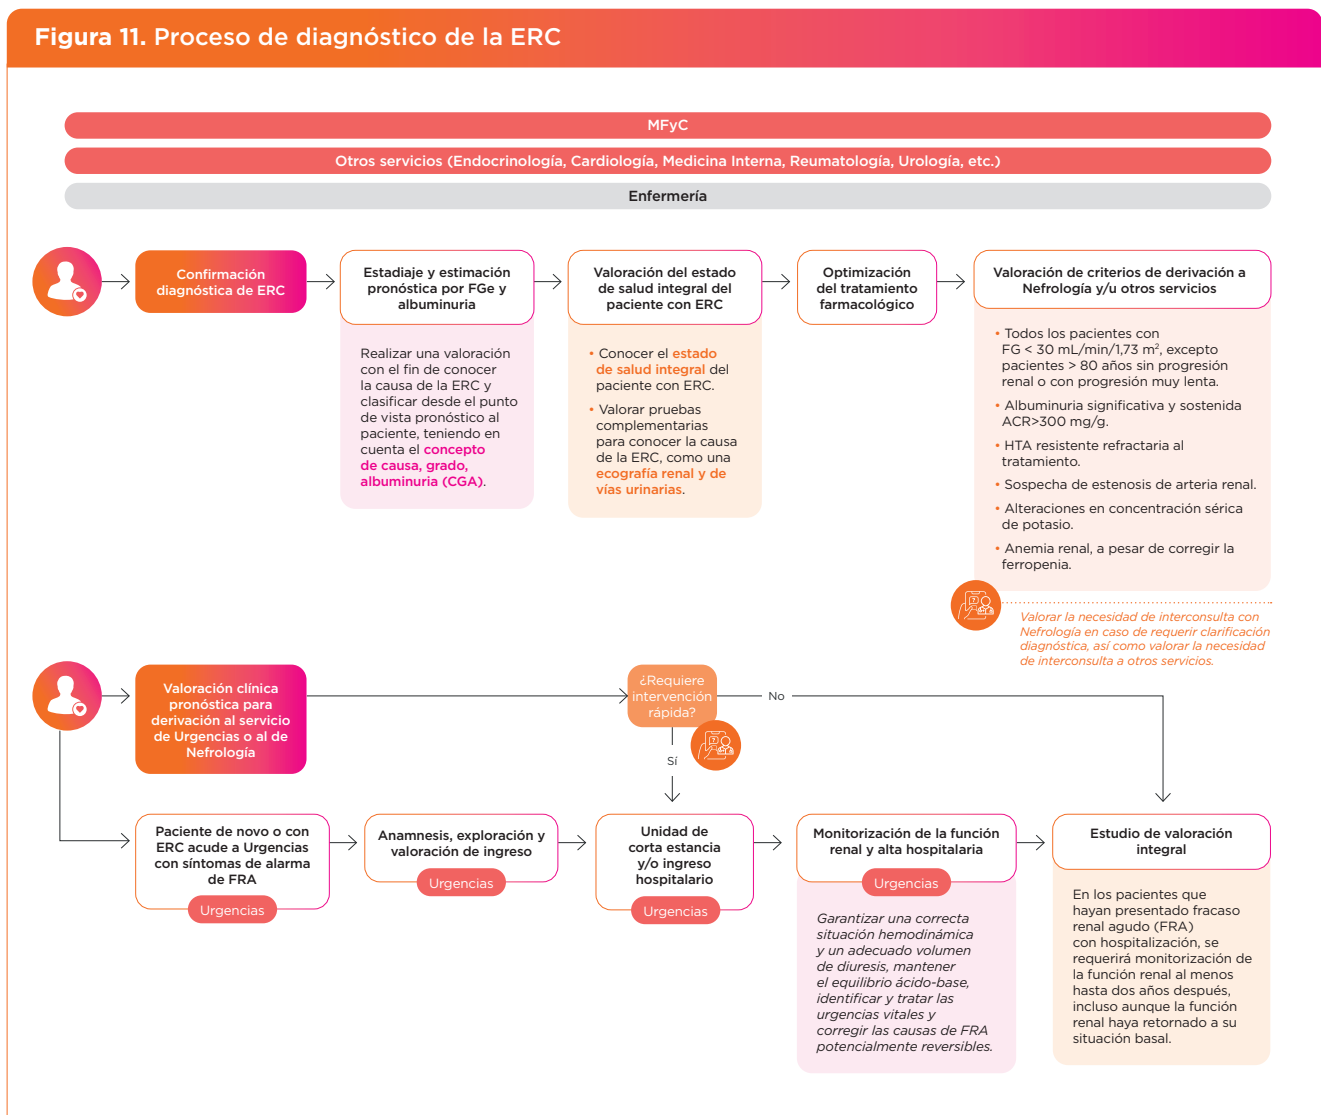 Figura 11. Proceso de diagnóstico de la ERC
MFyC
Otros servicios (Endocrinología, Cardiología, Medicina Interna, Reumatología, Urología, etc.)
Enfermería
Confirmación
diagnóstica de ERC
Estadiaje y estimación
pronóstica por FGe y
albuminuria
Realizar una valoración
con el fin de conocer
la causa de la ERC y
clasificar desde el punto
de vista pronóstico al
paciente, teniendo en
cuenta el concepto
de causa, grado,
albuminuria (CGA).
Valoración del estado
de salud integral del
paciente con ERC
• Conocer el estado
de salud integral del
paciente con ERC.
• Valorar pruebas
complementarias
para conocer la causa
de la ERC, como una
ecografía renal y de
vías urinarias.
Optimización
del tratamiento
farmacológico
Valoración de criterios de derivación a
Nefrología y/u otros servicios
• Todos los pacientes con
FG < 30 mL/min/1,73 m², excepto
pacientes > 80 años sin progresión
renal o con progresión muy lenta.
• Albuminuria significativa y sostenida
ACR>300 mg/g.
• HTA resistente refractaria al
tratamiento.
• Sospecha de estenosis de arteria renal.
• Alteraciones en concentración sérica
de potasio.
• Anemia renal, a pesar de corregir la
ferropenia.
Valorar la necesidad de interconsulta con
Nefrología en caso de requerir clarificación
diagnóstica, así como valorar la necesidad
de interconsulta a otros servicios.
Valoración clínica
pronóstica para
derivación al servicio
de Urgencias o al de
Nefrología
¿Requiere
intervención
rápida?
No
Sí
Paciente de novo o con
ERC acude a Urgencias
con síntomas de alarma
de FRA
Urgencias
Anamnesis, exploración y
valoración de ingreso
Urgencias
Unidad de
corta estancia
y/o ingreso
hospitalario
Urgencias
Monitorización de la función
renal y alta hospitalaria
Urgencias
Garantizar una correcta
situación hemodinámica
y un adecuado volumen
de diuresis, mantener
el equilibrio ácido-base,
identificar y tratar las
urgencias vitales y
corregir las causas de FRA
potencialmente reversibles.
Estudio de valoración
integral
En los pacientes que
hayan presentado fracaso
renal agudo (FRA)
con hospitalización, se
requerirá monitorización de
la función renal al menos
hasta dos años después,
incluso aunque la función
renal haya retornado a su
situación basal.